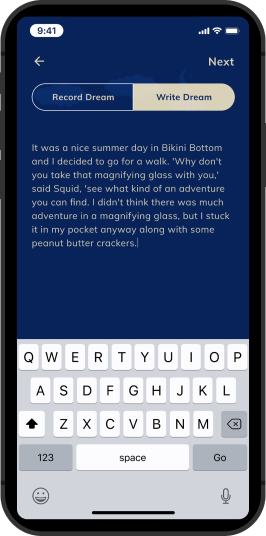 9:41
Next
Record Dream
Write Dream
It was a nice summer day in Bikini Bottom
and I decided to go for a walk. 'Why don't
you take that magnifying glass with you,'
said Squid, 'see what kind of an adventure
you can find. I didn't think there was much
adventure in a magnifying glass, but I stuck
it in my pocket anyway along with some
peanut butter crackers.
Q W E R T Y U I O P
A S D F G H J K L
Z X C V B N M
123 space Go